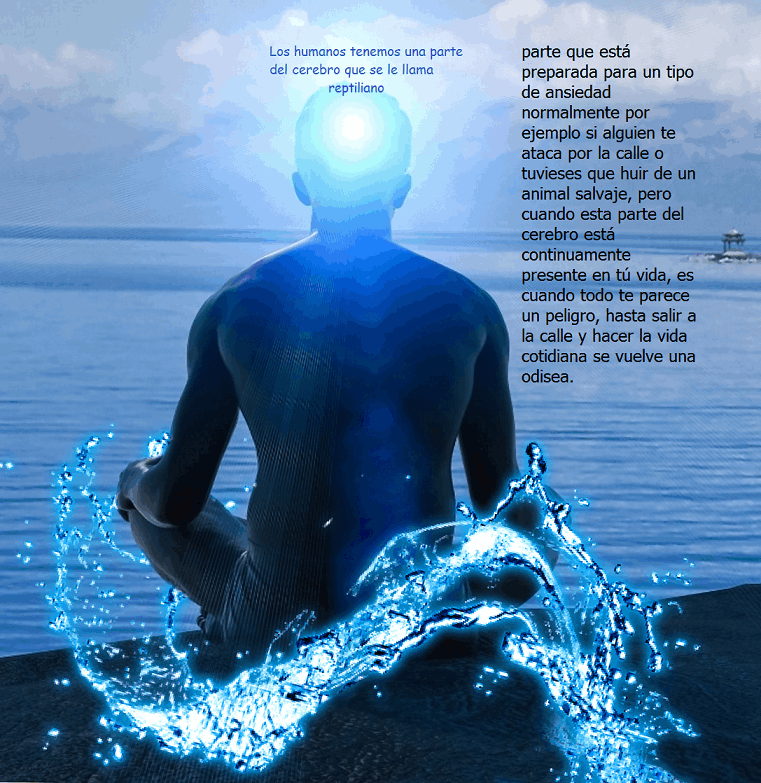 Los humanos tenemos una parte
del cerebro que se le llama
reptiliano
parte que está
preparada para un tipo
de ansiedad
normalmente por
ejemplo si alguien te
ataca por la calle o
tuvieses que huir de un
animal salvaje, pero
cuando esta parte del
cerebro está
continuamente
presente en tú vida, es
cuando todo te parece
un peligro, hasta salir a
la calle y hacer la vida
cotidiana se vuelve una
odisea.